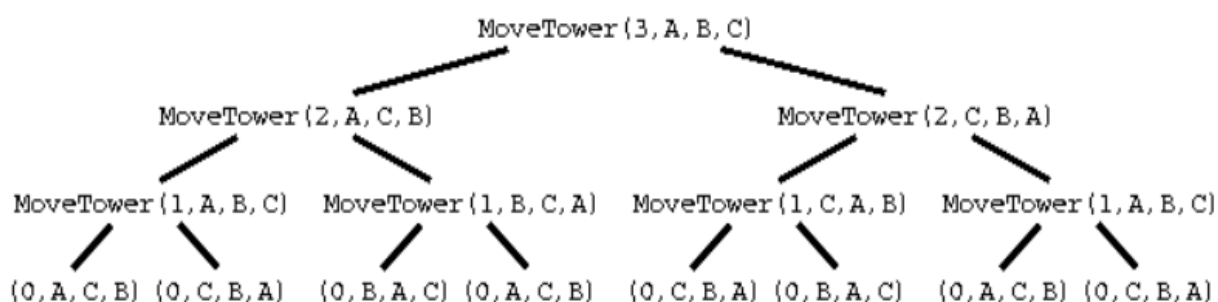 MoveTower(3,A,B,C)
MoveTower(2,A,C,B) MoveTower(2,C,B,A)
MoveTower(1,A,B,C) MoveTower(1,B,C,A) MoveTower(1,C,A,B) MoveTower(1,A,B,C)
(0,A,C,B) (0,C,B,A) (0,B,A,C) (0,A,C,B) (0,C,B,A) (0,B,A,C) (0,A,C,B) (0,C,B,A)